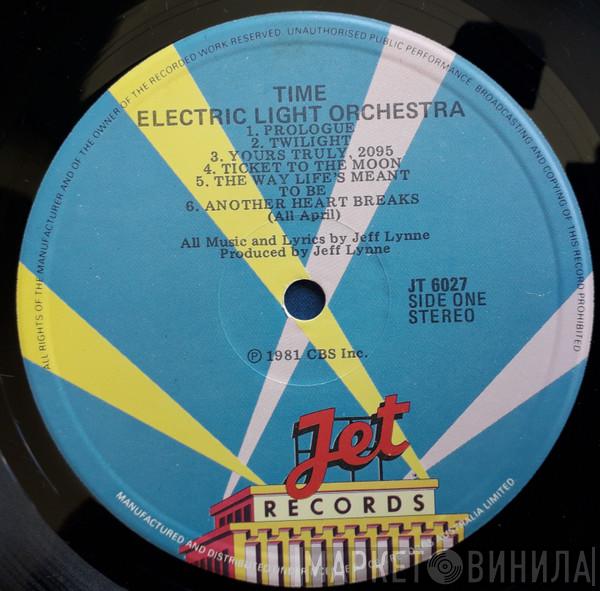 ALL RIGHTS OF THE MANUFACTURER AND OF THE OWNER OF THE RECORDED WORK RESERVED. UNAUTHORISED PUBLIC PERFORMANCE, BROADCASTING AND COPYING OF THIS RECORD PROHIBITED
TIME
ELECTRIC LIGHT ORCHESTRA
1. PROLOGUE
2. TWILIGHT
3. YOURS TRULY, 2095
4. TICKET TO THE MOON
5. THE WAY LIFE'S MEANT
TO BE
6. ANOTHER HEART BREAKS
(All April)
All Music and Lyrics by Jeff Lynne
Produced by Jeff Lynne
JT 6027
SIDE ONE
STEREO
℗ 1981 CBS Inc.
Jet
RECORDS
MANUFACTURED AND DISTRIBUTED UNDER AUSTRALIA LIMITED
МАРКЕТ ВИНИЛА